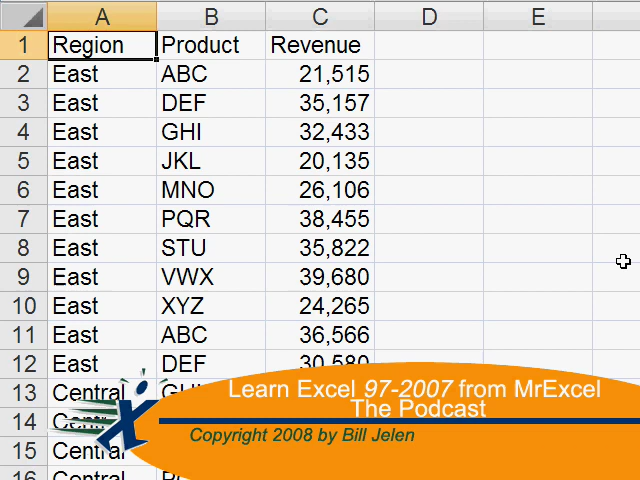 A B C D E
1 Region Product Revenue
2 East ABC 21,515
3 East DEF 35,157
4 East GHI 32,433
5 East JKL 20,135
6 East MNO 26,106
7 East PQR 38,455
8 East STU 35,822
9 East VWX 39,680
10 East XYZ 24,265
11 East ABC 36,566
12 East DEF 30,580
13 Central
14
15 Central
16 Central
Learn Excel 97-2007 from MrExcel
The Podcast
Copyright 2008 by Bill Jelen